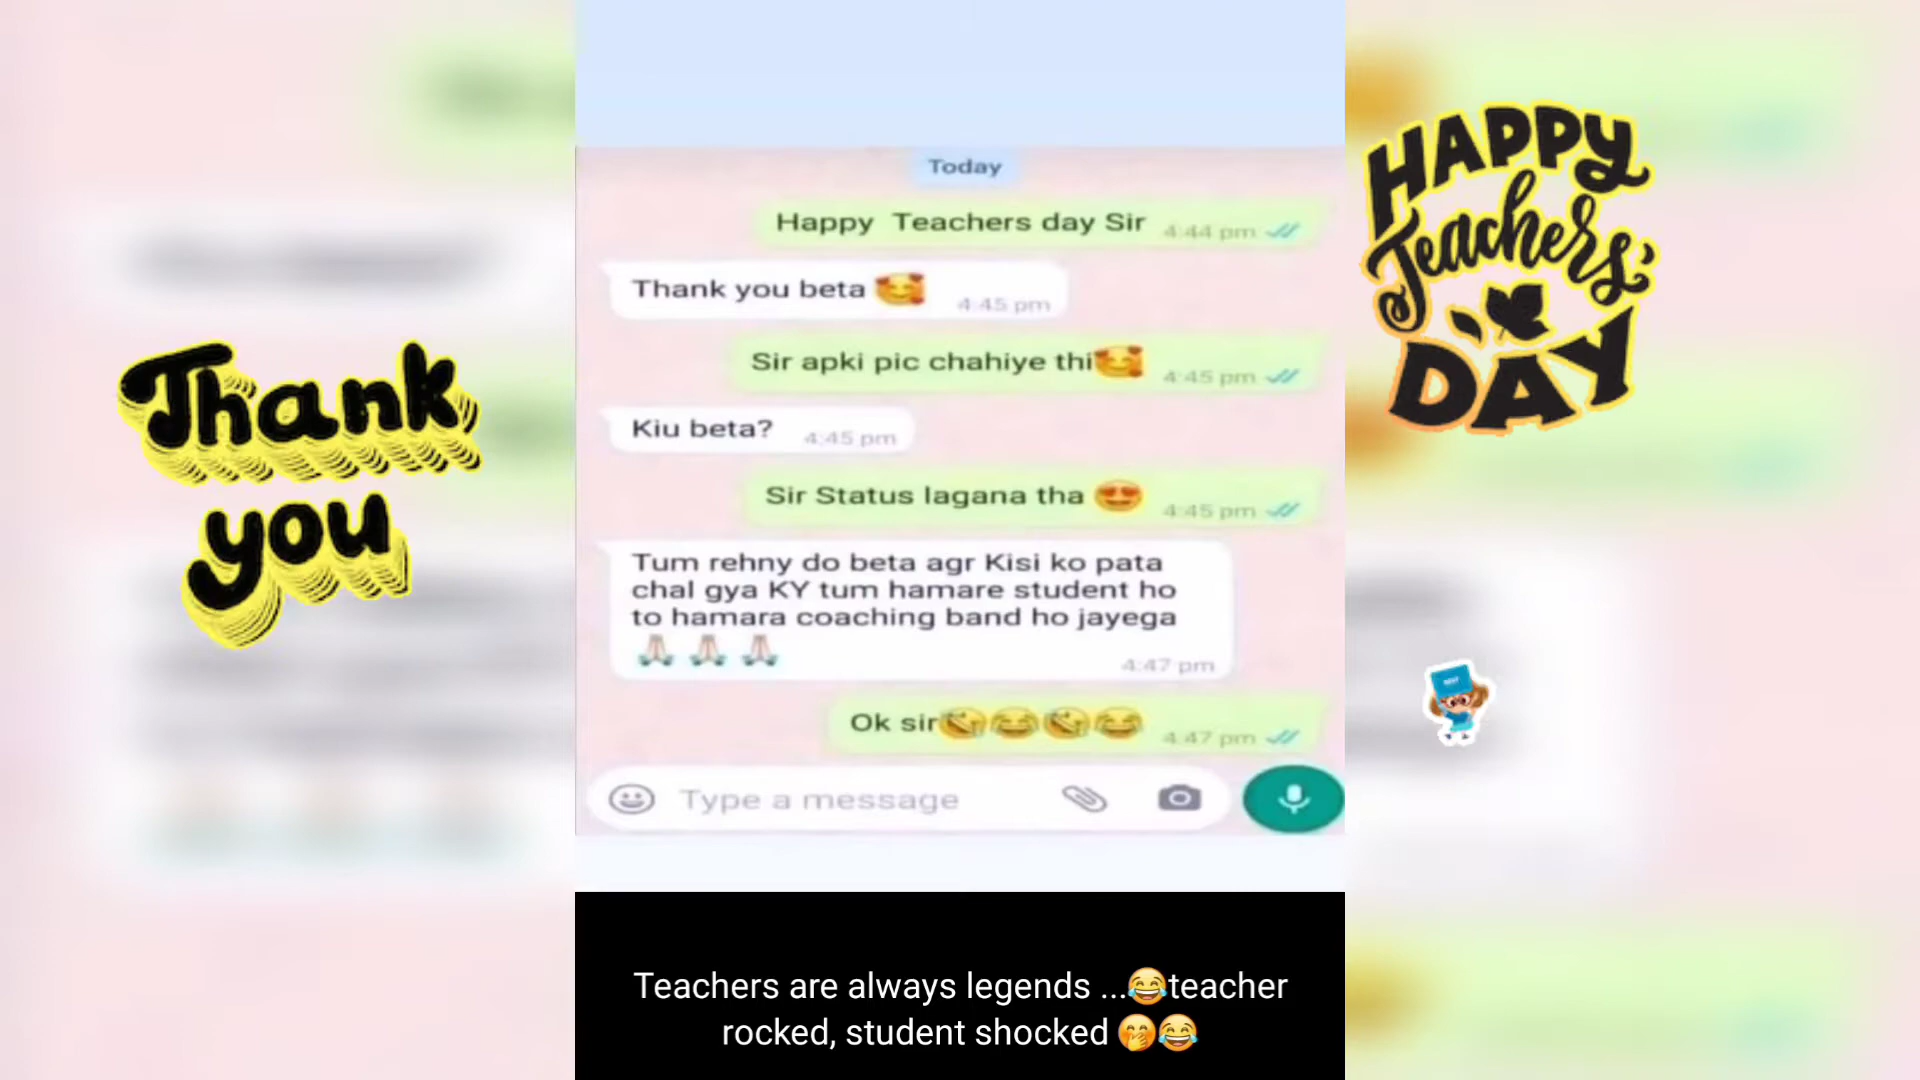 Today
Happy Teachers day Sir 4:44 pm
Thank you beta 🥰 4:45 pm
Sir apki pic chahiye thi🥰 4:45 pm
Kiu beta? 4:45 pm
Sir Status lagana tha 😍 4:45 pm
Tum rehny do beta agr Kisi ko pata
chal gya KY tum hamare student ho
to hamara coaching band ho jayega
🙏🏻 🙏🏻 🙏🏻 4:47 pm
Ok sir🤣😂🤣😂 4:47 pm
Type a message
Teachers are always legends ...😂teacher
rocked, student shocked 🤭😂
Thank
you
HAPPY
Teachers'
DAY